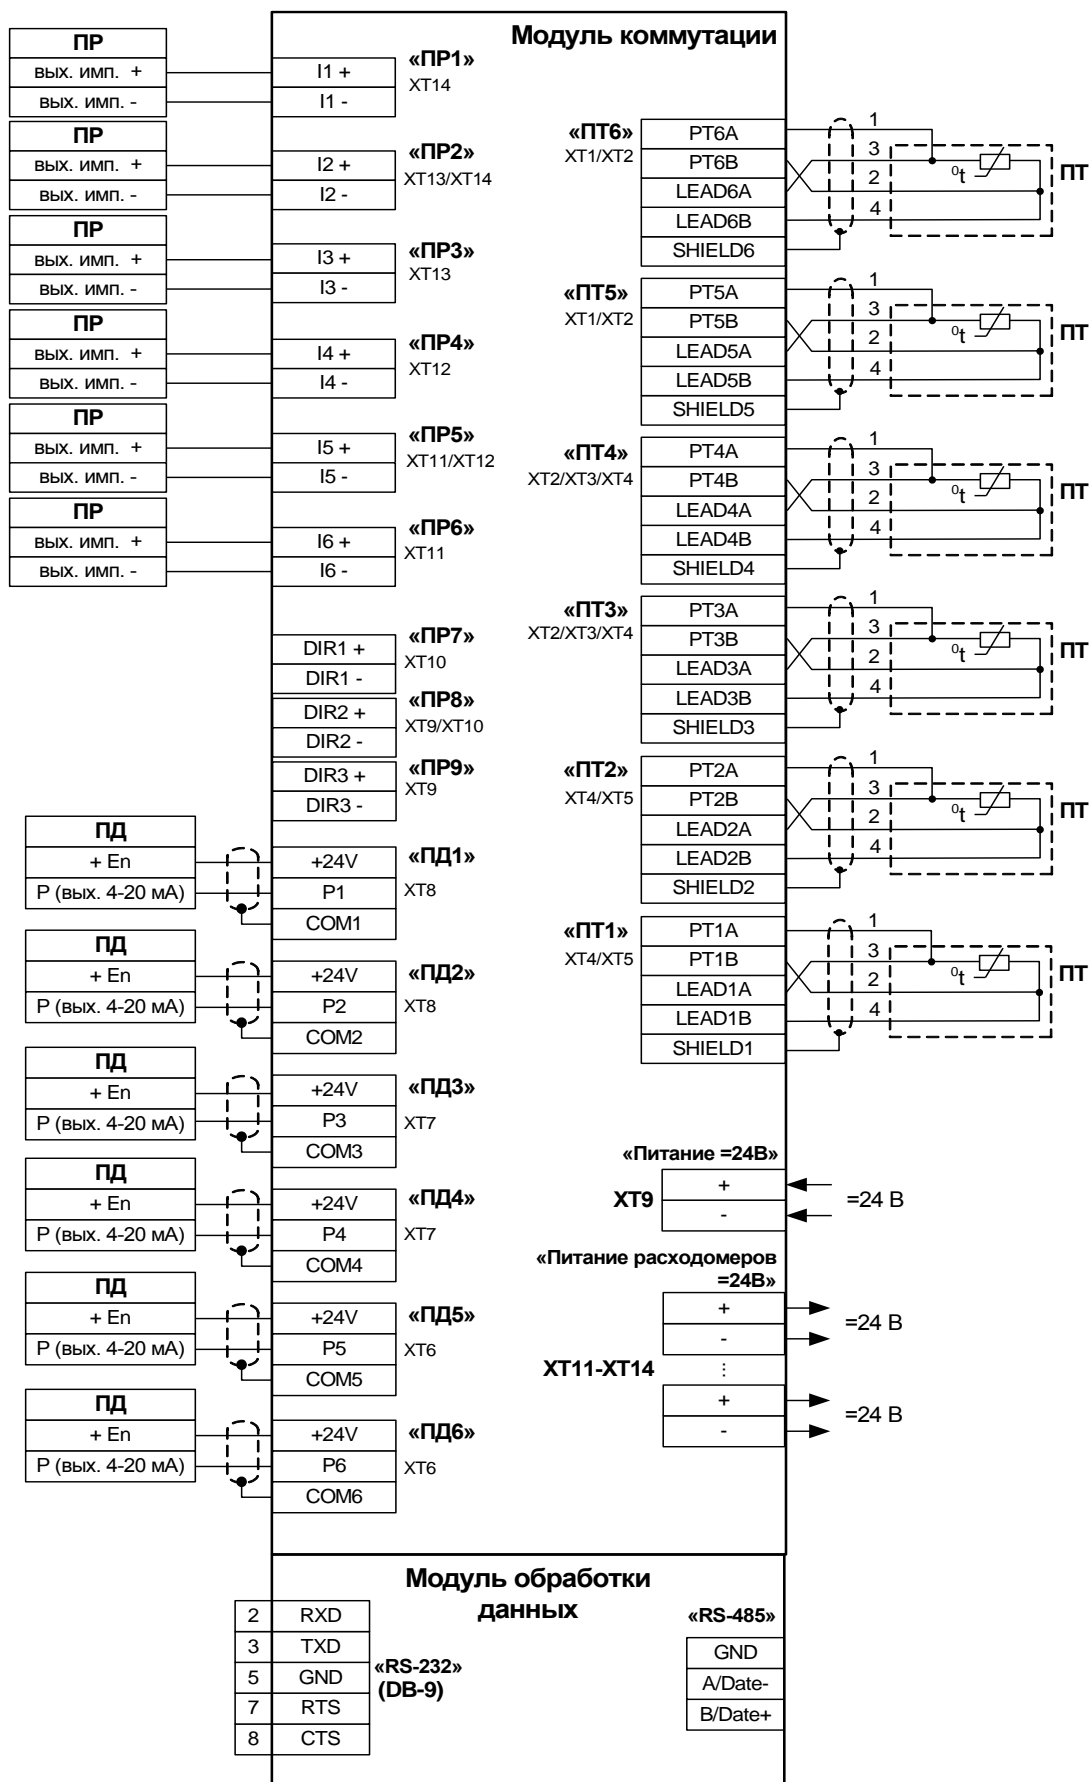 Модуль коммутации
ПР
вых. имп. +
вых. имп. -
I1 +
I1 -
«ПР1»
XT14
ПР
вых. имп. +
вых. имп. -
I2 +
I2 -
«ПР2»
XT13/XT14
ПР
вых. имп. +
вых. имп. -
I3 +
I3 -
«ПР3»
XT13
ПР
вых. имп. +
вых. имп. -
I4 +
I4 -
«ПР4»
XT12
ПР
вых. имп. +
вых. имп. -
I5 +
I5 -
«ПР5»
XT11/XT12
ПР
вых. имп. +
вых. имп. -
I6 +
I6 -
«ПР6»
XT11
DIR1 +
DIR1 -
«ПР7»
XT10
DIR2 +
DIR2 -
«ПР8»
XT9/XT10
DIR3 +
DIR3 -
«ПР9»
XT9
ПД
+ En
P (вых. 4-20 мА)
+24V
P1
COM1
«ПД1»
XT8
ПД
+ En
P (вых. 4-20 мА)
+24V
P2
COM2
«ПД2»
XT8
ПД
+ En
P (вых. 4-20 мА)
+24V
P3
COM3
«ПД3»
XT7
ПД
+ En
P (вых. 4-20 мА)
+24V
P4
COM4
«ПД4»
XT7
ПД
+ En
P (вых. 4-20 мА)
+24V
P5
COM5
«ПД5»
XT6
ПД
+ En
P (вых. 4-20 мА)
+24V
P6
COM6
«ПД6»
XT6
«ПТ6»
XT1/XT2
PT6A
PT6B
LEAD6A
LEAD6B
SHIELD6
1
3
2
4
⁰t
ПТ
«ПТ5»
XT1/XT2
PT5A
PT5B
LEAD5A
LEAD5B
SHIELD5
1
3
2
4
⁰t
ПТ
«ПТ4»
XT2/XT3/XT4
PT4A
PT4B
LEAD4A
LEAD4B
SHIELD4
1
3
2
4
⁰t
ПТ
«ПТ3»
XT2/XT3/XT4
PT3A
PT3B
LEAD3A
LEAD3B
SHIELD3
1
3
2
4
⁰t
ПТ
«ПТ2»
XT4/XT5
PT2A
PT2B
LEAD2A
LEAD2B
SHIELD2
1
3
2
4
⁰t
ПТ
«ПТ1»
XT4/XT5
PT1A
PT1B
LEAD1A
LEAD1B
SHIELD1
1
3
2
4
⁰t
ПТ
«Питание =24В»
XT9
+
-
=24 В
«Питание расходомеров
=24В»
+
-
=24 В
XT11-XT14
⋮
+
-
=24 В
Модуль обработки
данных
2 RXD
3 TXD
5 GND
7 RTS
8 CTS
«RS-232»
(DB-9)
«RS-485»
GND
A/Date-
B/Date+